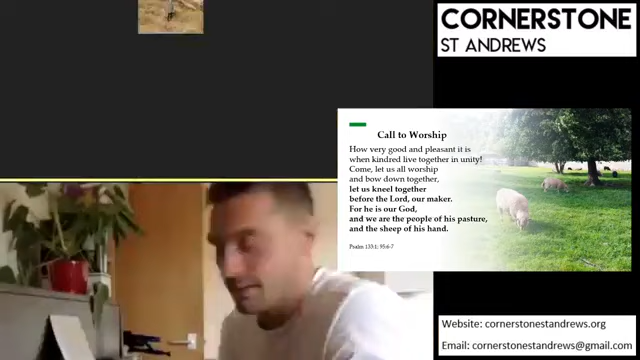 CORNERSTONE
ST ANDREWS
Call to Worship
How very good and pleasant it is
when kindred live together in unity!
Come, let us all worship
and bow down together,
let us kneel together
before the Lord, our maker.
For he is our God,
and we are the people of his pasture,
and the sheep of his hand.
Psalm 133:1; 95:6-7
Website: cornerstonestandrews.org
Email: cornerstonestandrews@gmail.com